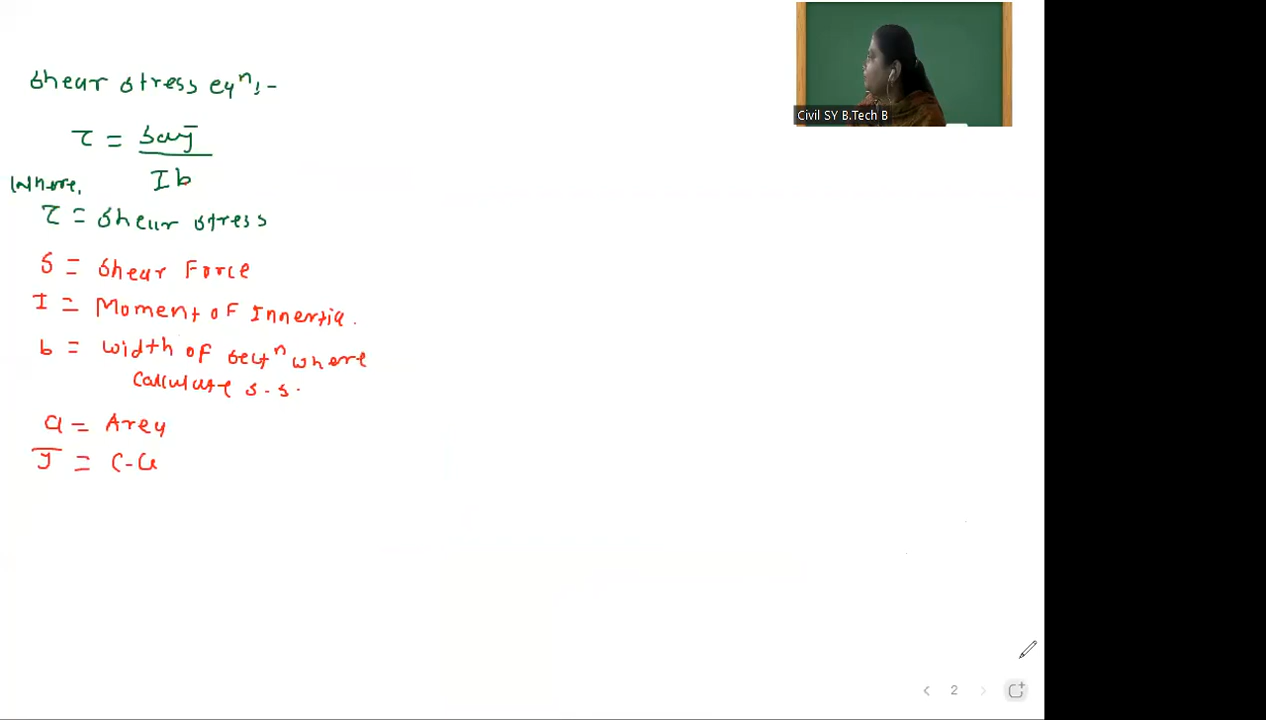 Shear stress eqⁿ:-
τ = Saȳ
Ib
Where,
τ = Shear stress
S = Shear Force
I = Moment of Innertia.
b = width of sectⁿ where
calculate s.s.
a = Area
ȳ = C-G
Civil SY B.Tech B
2